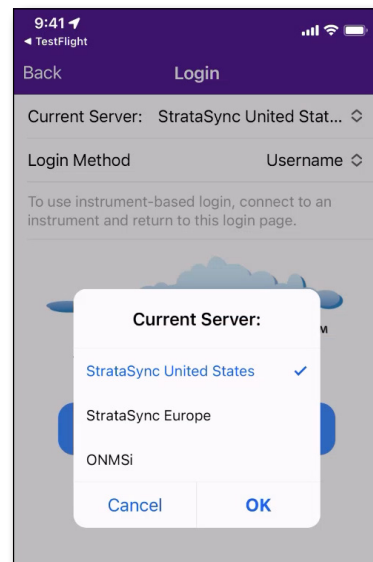 9:41
◀ TestFlight
Back Login
Current Server: StrataSync United Stat...
Login Method Username
To use instrument-based login, connect to an
instrument and return to this login page.
M
Current Server:
StrataSync United States
StrataSync Europe
ONMSi
Cancel OK